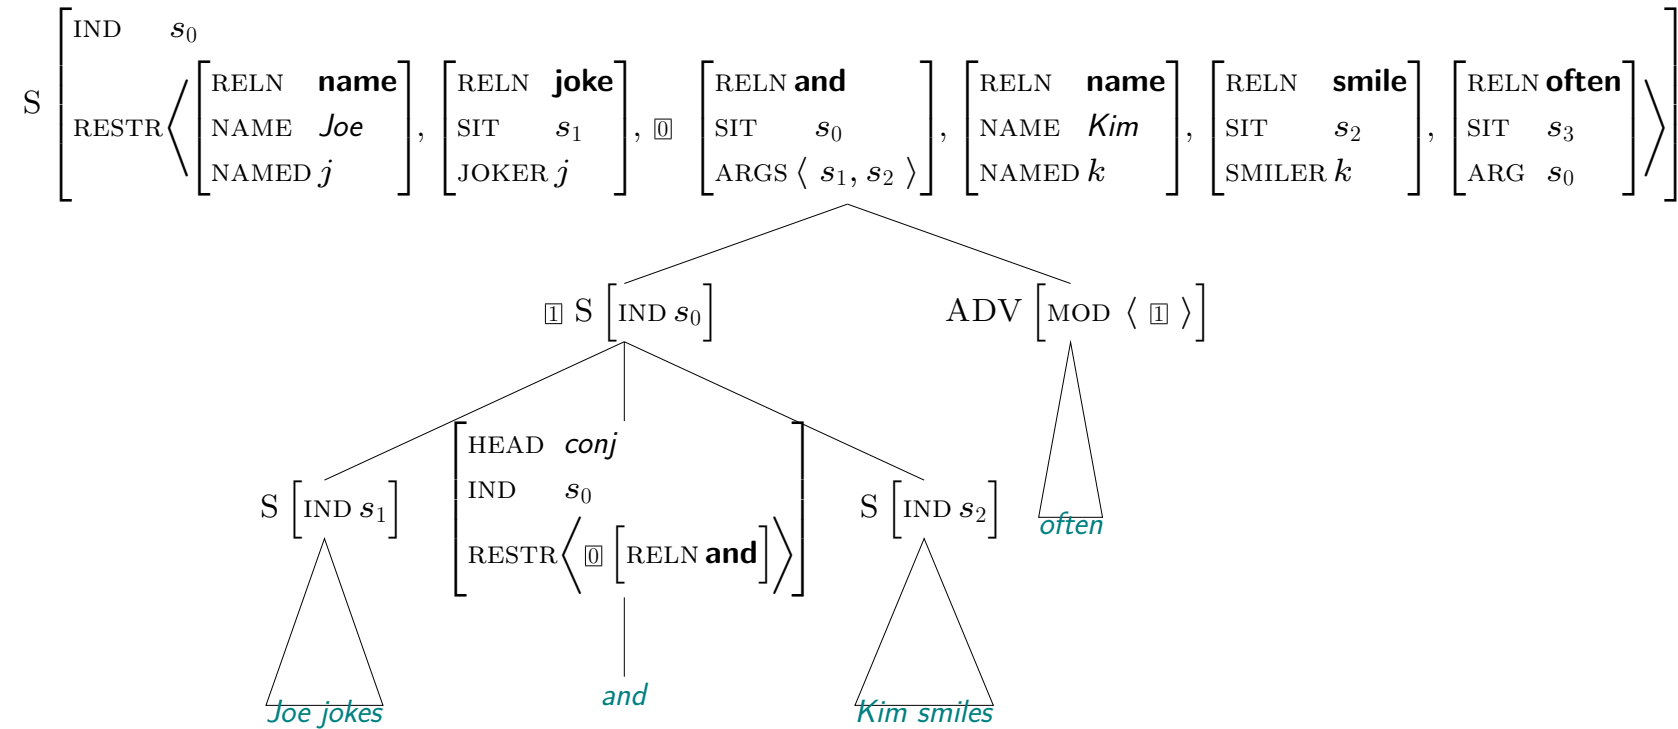 IND s₀
S RESTR ⟨ [RELN name, NAME Joe, NAMED j], [RELN joke, SIT s₁, JOKER j], 0 [RELN and, SIT s₀, ARGS ⟨ s₁, s₂ ⟩], [RELN name, NAME Kim, NAMED k], [RELN smile, SIT s₂, SMILER k], [RELN often, SIT s₃, ARG s₀] ⟩
1 S [IND s₀] ADV [MOD ⟨ 1 ⟩]
HEAD conj
IND s₀
RESTR ⟨ 0 [RELN and] ⟩
S [IND s₁] S [IND s₂] often
Joe jokes and Kim smiles